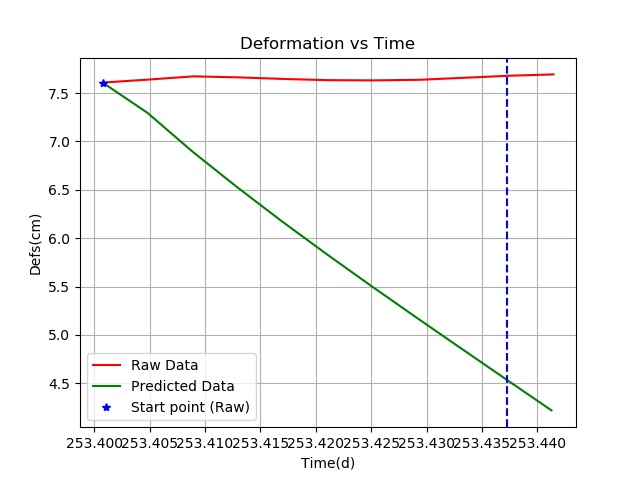 Deformation vs Time
Defs(cm)
7.5
7.0
6.5
6.0
5.5
5.0
4.5
Raw Data
Predicted Data
Start point (Raw)
253.400 253.405 253.410 253.415 253.420 253.425 253.430 253.435 253.440
Time(d)